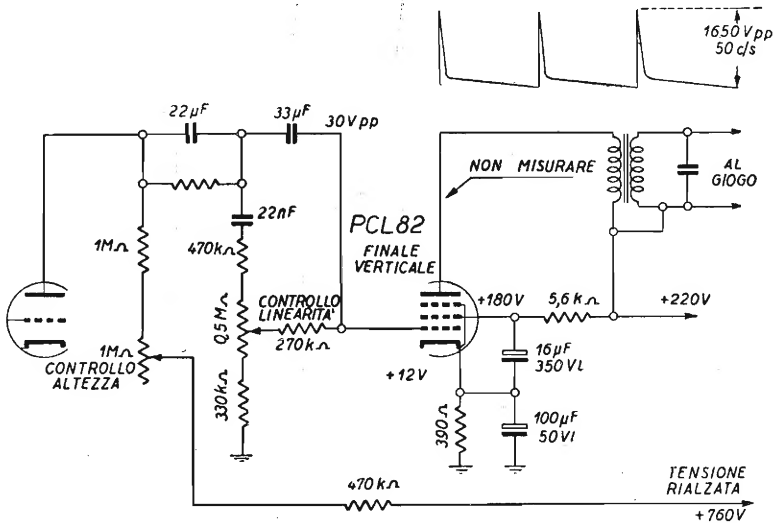 1650 Vpp
50 c/s
22µF
33µF
30Vpp
NON MISURARE
AL
GIOGO
22nF
PCL82
FINALE
VERTICALE
1MΩ
470kΩ
CONTROLLO
LINEARITA'
+180V
5,6 kΩ
+220V
0,5MΩ
270kΩ
1MΩ
CONTROLLO
ALTEZZA
+12V
16µF
350Vl
330kΩ
390Ω
100µF
50Vl
470kΩ
TENSIONE
RIALZATA
+760V